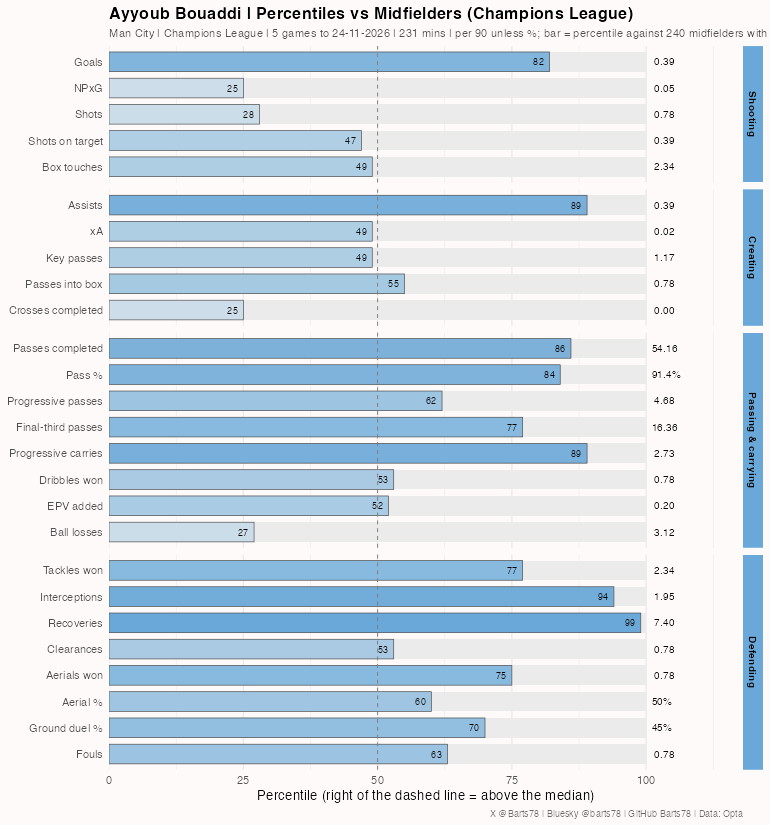 Ayyoub Bouaddi | Percentiles vs Midfielders (Champions League)
Man City | Champions League | 5 games to 24-11-2026 | 231 mins | per 90 unless %; bar = percentile against 240 midfielders with
Goals 82 0.39
NPxG 25 0.05
Shots 28 0.78
Shots on target 47 0.39
Box touches 49 2.34
Shooting
Assists 89 0.39
xA 49 0.02
Key passes 49 1.17
Passes into box 55 0.78
Crosses completed 25 0.00
Creating
Passes completed 86 54.16
Pass % 84 91.4%
Progressive passes 62 4.68
Final-third passes 77 16.36
Progressive carries 89 2.73
Dribbles won 53 0.78
EPV added 52 0.20
Ball losses 27 3.12
Passing & carrying
Tackles won 77 2.34
Interceptions 94 1.95
Recoveries 99 7.40
Clearances 53 0.78
Aerials won 75 0.78
Aerial % 60 50%
Ground duel % 70 45%
Fouls 63 0.78
Defending
0 25 50 75 100
Percentile (right of the dashed line = above the median)
X @Barts78 | Bluesky @barts78 | GitHub Barts78 | Data: Opta